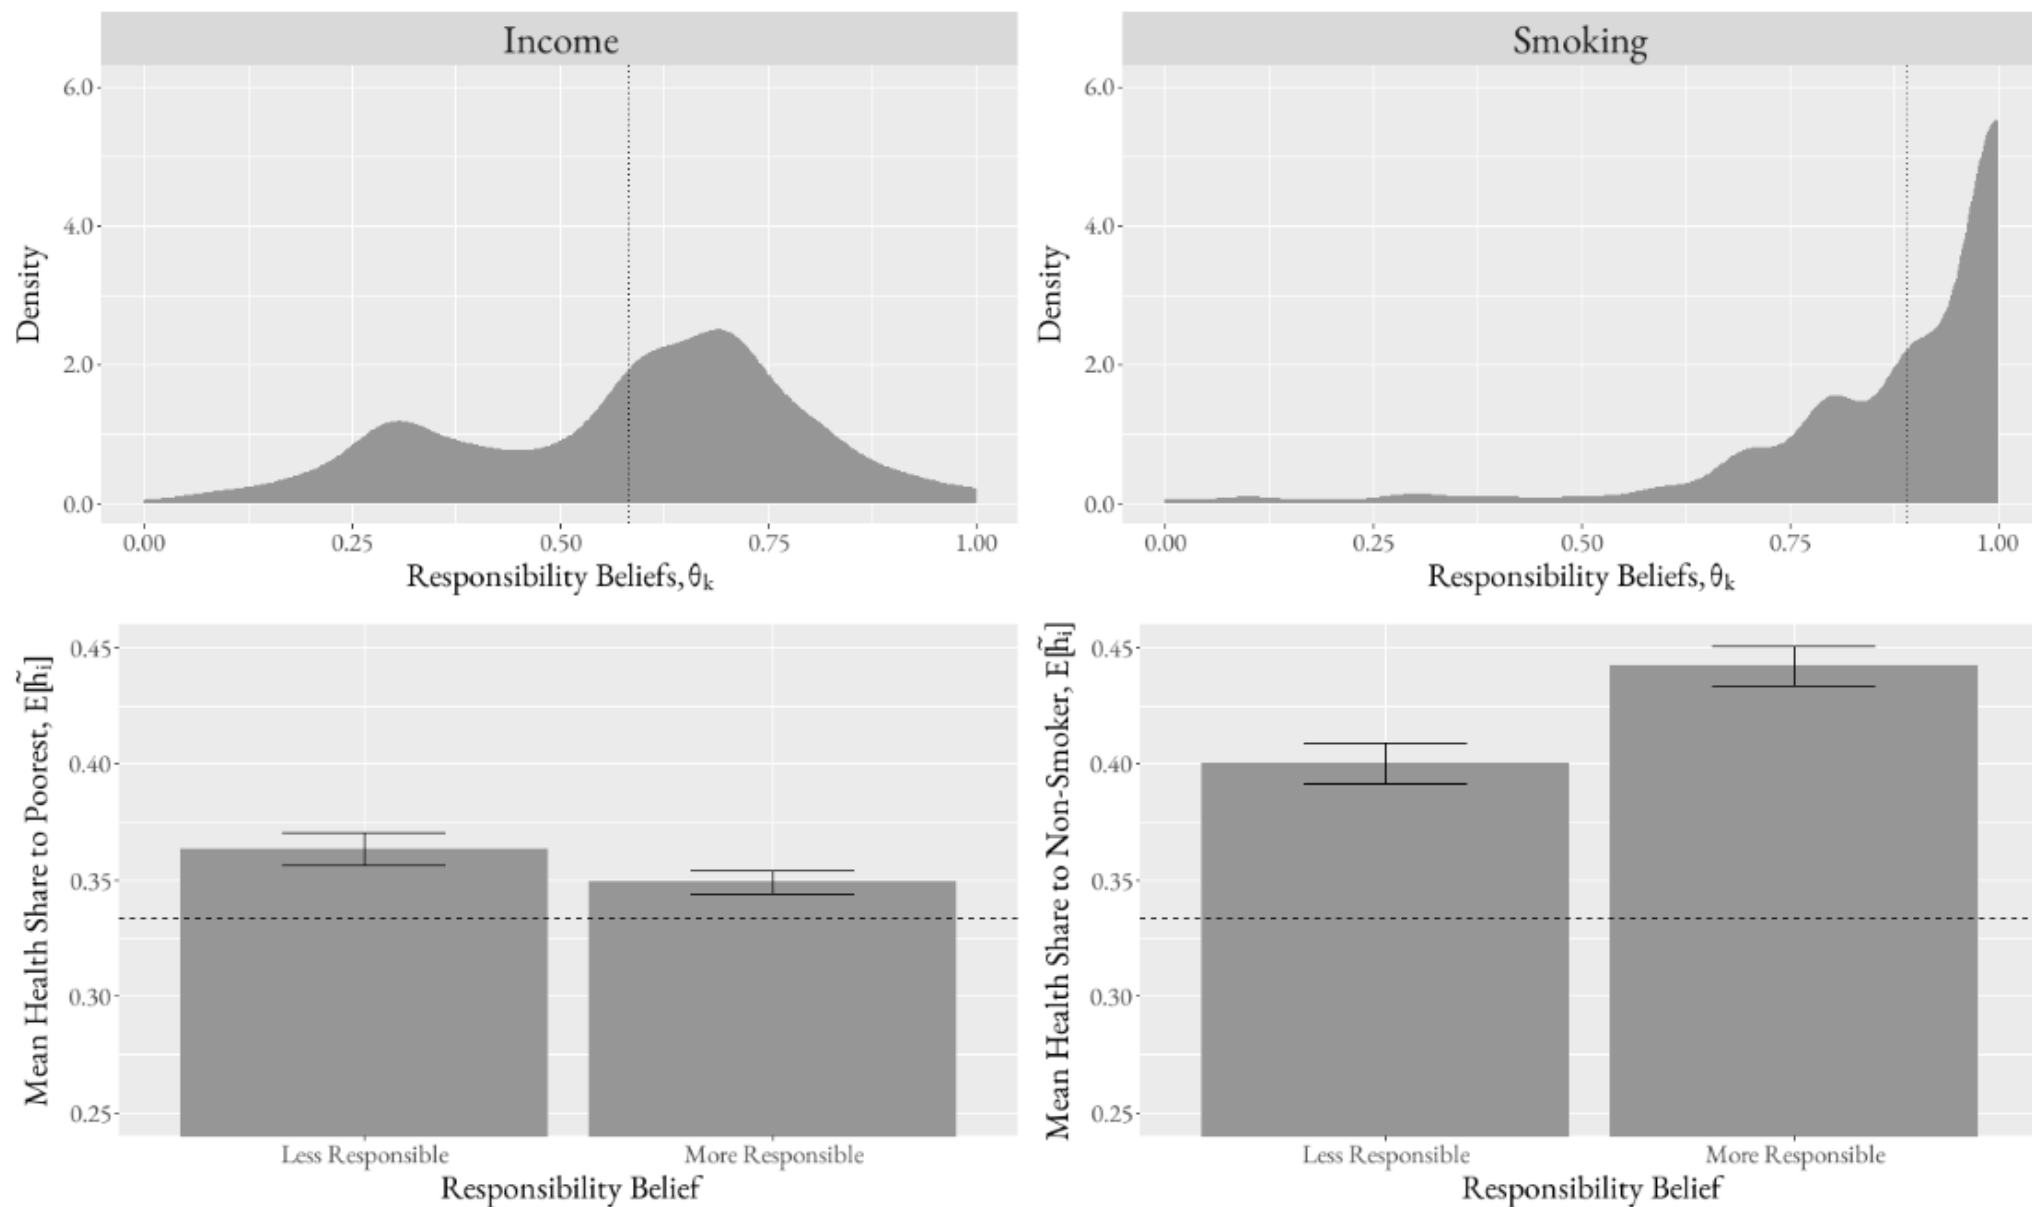 Income
Smoking
Density
6.0
4.0
2.0
0.0
0.00 0.25 0.50 0.75 1.00
Responsibility Beliefs, θk
Density
6.0
4.0
2.0
0.0
0.00 0.25 0.50 0.75 1.00
Responsibility Beliefs, θk
Mean Health Share to Poorest, E[h̃i]
0.45
0.40
0.35
0.30
0.25
Less Responsible More Responsible
Responsibility Belief
Mean Health Share to Non-Smoker, E[h̃i]
0.45
0.40
0.35
0.30
0.25
Less Responsible More Responsible
Responsibility Belief